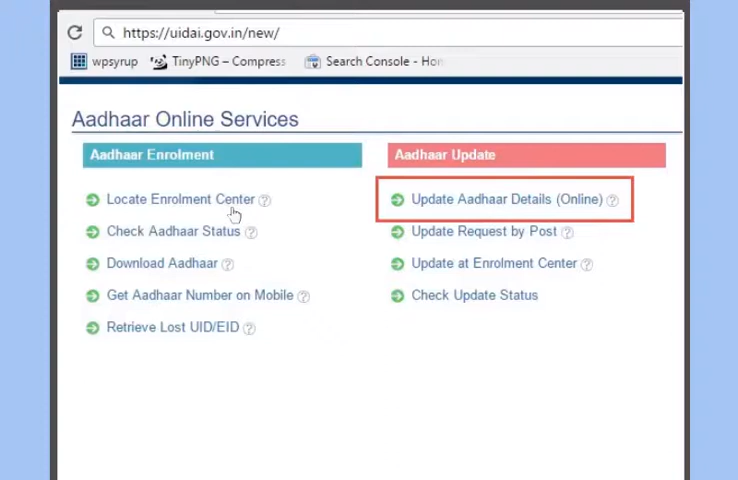 https://uidai.gov.in/new/
wpsyrup TinyPNG – Compress Search Console - Hom
Aadhaar Online Services
Aadhaar Enrolment
Locate Enrolment Center ?
Check Aadhaar Status ?
Download Aadhaar ?
Get Aadhaar Number on Mobile ?
Retrieve Lost UID/EID ?
Aadhaar Update
Update Aadhaar Details (Online) ?
Update Request by Post ?
Update at Enrolment Center ?
Check Update Status